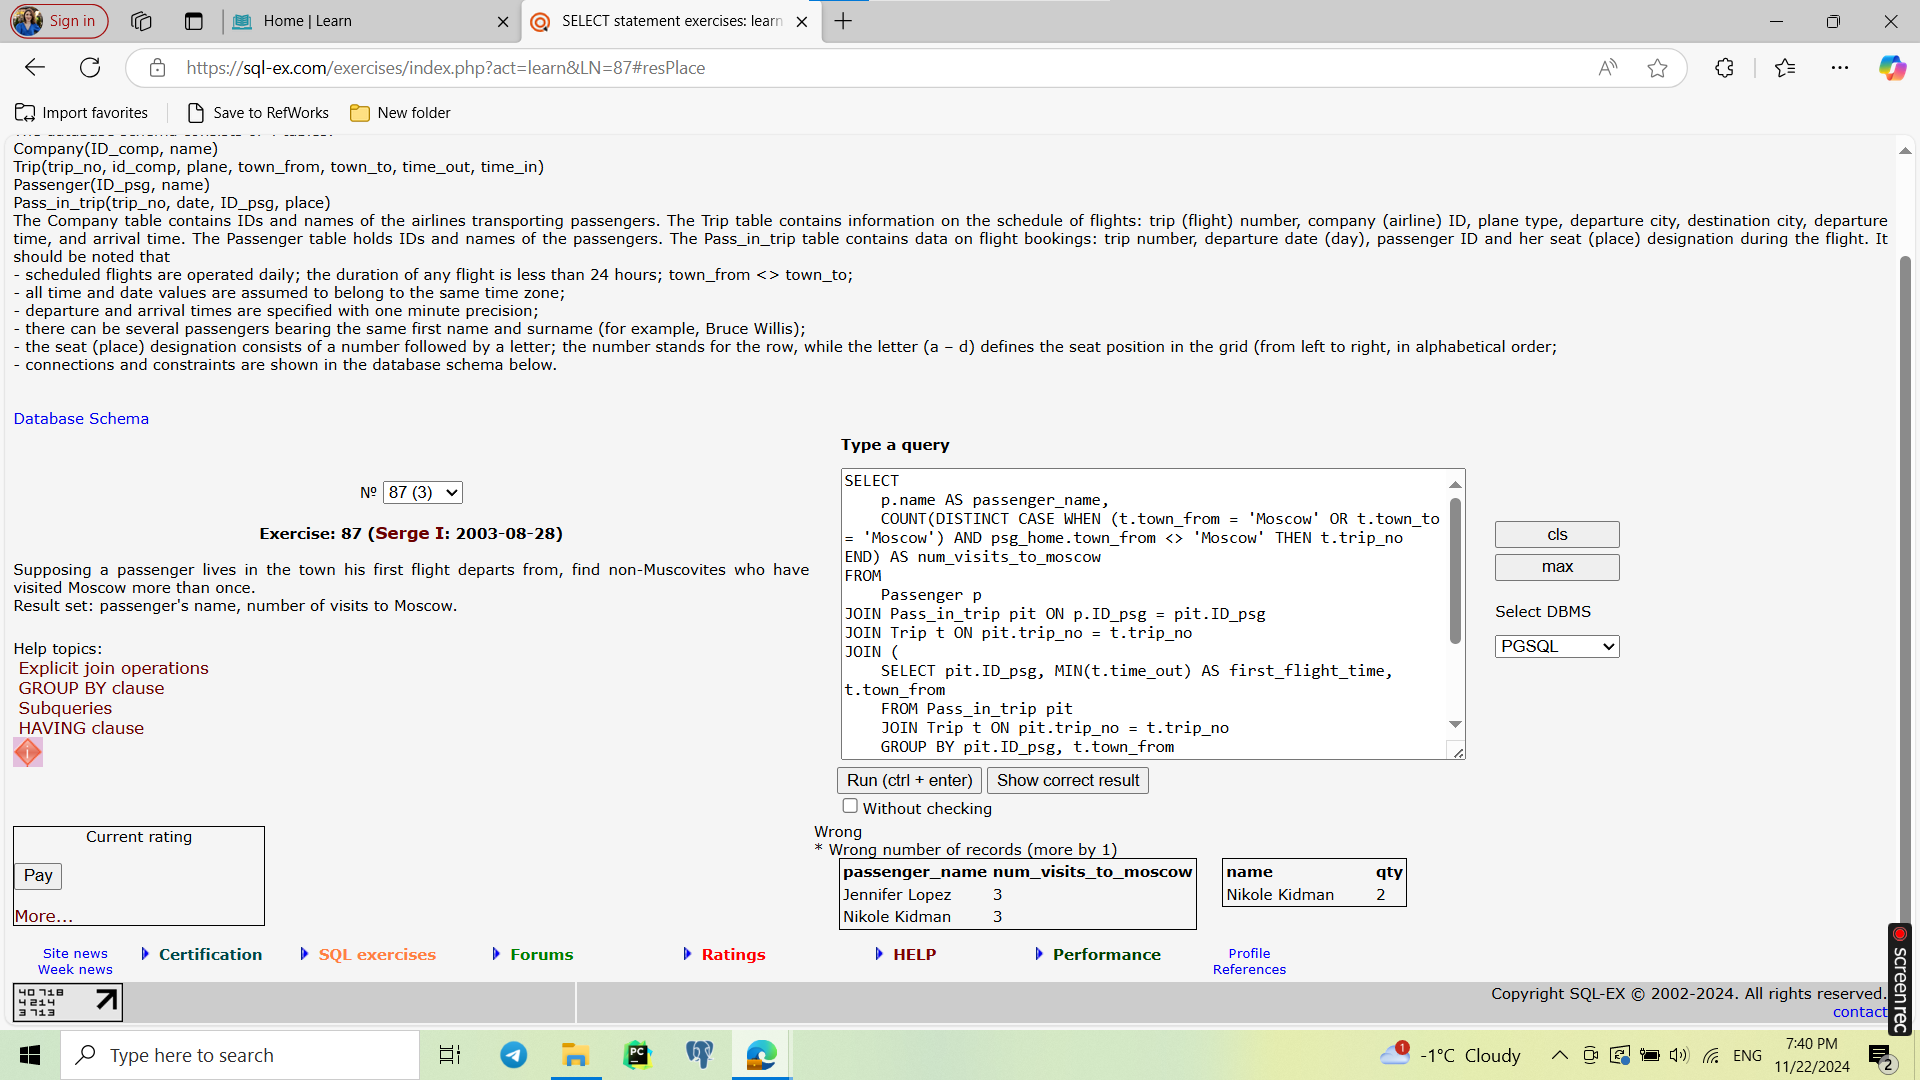 Sign in
Home | Learn
SELECT statement exercises: learn
https://sql-ex.com/exercises/index.php?act=learn&LN=87#resPlace
Import favorites
Save to RefWorks
New folder
Company(ID_comp, name)
Trip(trip_no, id_comp, plane, town_from, town_to, time_out, time_in)
Passenger(ID_psg, name)
Pass_in_trip(trip_no, date, ID_psg, place)
The Company table contains IDs and names of the airlines transporting passengers. The Trip table contains information on the schedule of flights: trip (flight) number, company (airline) ID, plane type, departure city, destination city, departure
time, and arrival time. The Passenger table holds IDs and names of the passengers. The Pass_in_trip table contains data on flight bookings: trip number, departure date (day), passenger ID and her seat (place) designation during the flight. It
should be noted that
- scheduled flights are operated daily; the duration of any flight is less than 24 hours; town_from <> town_to;
- all time and date values are assumed to belong to the same time zone;
- departure and arrival times are specified with one minute precision;
- there can be several passengers bearing the same first name and surname (for example, Bruce Willis);
- the seat (place) designation consists of a number followed by a letter; the number stands for the row, while the letter (a – d) defines the seat position in the grid (from left to right, in alphabetical order;
- connections and constraints are shown in the database schema below.
Database Schema
№ 87 (3)
Exercise: 87 (Serge I: 2003-08-28)
Supposing a passenger lives in the town his first flight departs from, find non-Muscovites who have
visited Moscow more than once.
Result set: passenger's name, number of visits to Moscow.
Help topics:
Explicit join operations
GROUP BY clause
Subqueries
HAVING clause
Type a query
SELECT
p.name AS passenger_name,
COUNT(DISTINCT CASE WHEN (t.town_from = 'Moscow' OR t.town_to
= 'Moscow') AND psg_home.town_from <> 'Moscow' THEN t.trip_no
END) AS num_visits_to_moscow
FROM
Passenger p
JOIN Pass_in_trip pit ON p.ID_psg = pit.ID_psg
JOIN Trip t ON pit.trip_no = t.trip_no
JOIN (
SELECT pit.ID_psg, MIN(t.time_out) AS first_flight_time,
t.town_from
FROM Pass_in_trip pit
JOIN Trip t ON pit.trip_no = t.trip_no
GROUP BY pit.ID_psg, t.town_from
cls
max
Select DBMS
PGSQL
Run (ctrl + enter)
Show correct result
Without checking
Wrong
* Wrong number of records (more by 1)
passenger_name num_visits_to_moscow
Jennifer Lopez 3
Nikole Kidman 3
name qty
Nikole Kidman 2
Current rating
Pay
More...
Site news
Week news
Certification
SQL exercises
Forums
Ratings
HELP
Performance
Profile
References
40 718
4 214
3 713
Copyright SQL-EX © 2002-2024. All rights reserved.
contact
screenrec
Type here to search
PC
1
-1°C Cloudy
ENG
7:40 PM
11/22/2024
2